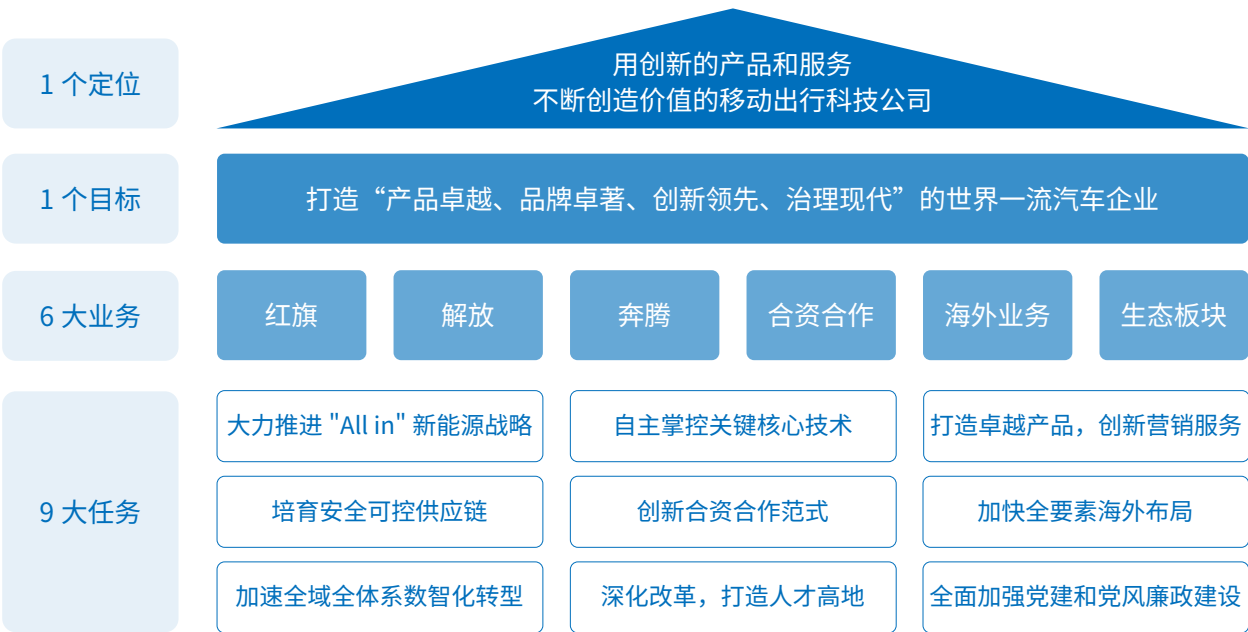 1 个定位
用创新的产品和服务
不断创造价值的移动出行科技公司
1 个目标
打造“产品卓越、品牌卓著、创新领先、治理现代”的世界一流汽车企业
6 大业务
红旗
解放
奔腾
合资合作
海外业务
生态板块
9 大任务
大力推进 "All in" 新能源战略
自主掌控关键核心技术
打造卓越产品，创新营销服务
培育安全可控供应链
创新合资合作范式
加快全要素海外布局
加速全域全体系数智化转型
深化改革，打造人才高地
全面加强党建和党风廉政建设